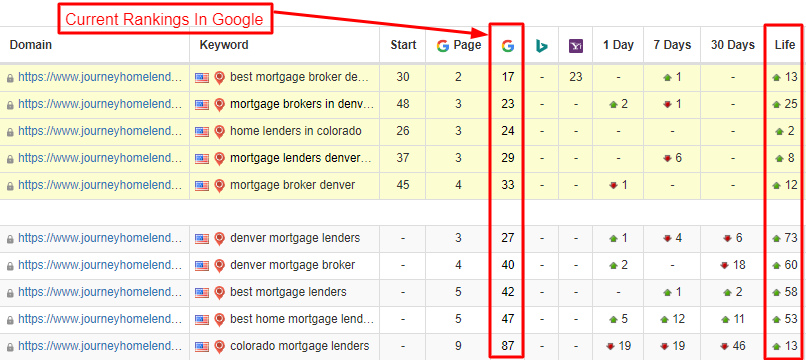 Current Rankings In Google
Domain Keyword Start Page 1 Day 7 Days 30 Days Life
https://www.journeyhomelend… best mortgage broker de… 30 2 17 - 23 - 1 - 13
https://www.journeyhomelend… mortgage brokers in denv… 48 3 23 - - 2 1 - 25
https://www.journeyhomelend… home lenders in colorado 26 3 24 - - - - - 2
https://www.journeyhomelend… mortgage lenders denver… 37 3 29 - - - 6 - 8
https://www.journeyhomelend… mortgage broker denver 45 4 33 - - 1 - - 12
https://www.journeyhomelend… denver mortgage lenders - 3 27 - - 1 4 6 73
https://www.journeyhomelend… denver mortgage broker - 4 40 - - 2 - 18 60
https://www.journeyhomelend… best mortgage lenders - 5 42 - - - 1 2 58
https://www.journeyhomelend… best home mortgage lend… - 5 47 - - 5 12 11 53
https://www.journeyhomelend… colorado mortgage lenders - 9 87 - - 19 19 46 13